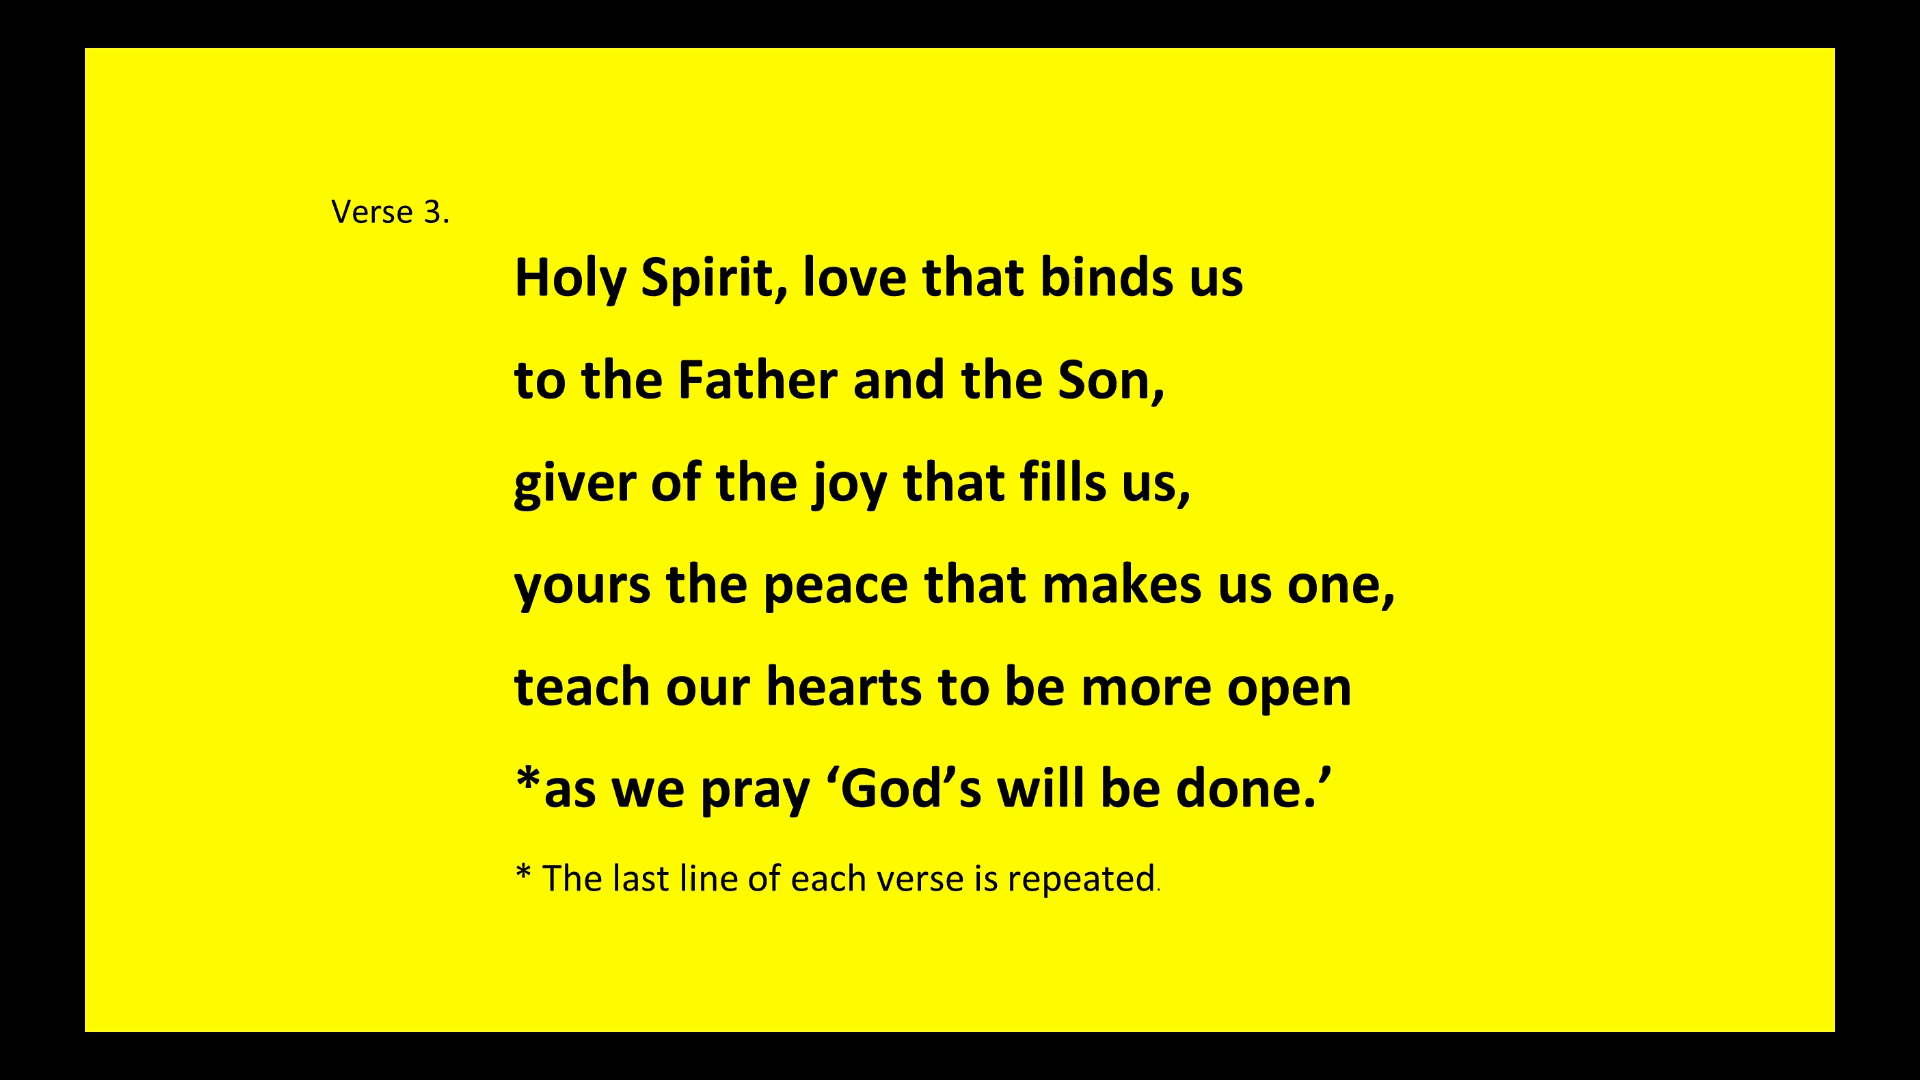 Verse 3.
Holy Spirit, love that binds us
to the Father and the Son,
giver of the joy that fills us,
yours the peace that makes us one,
teach our hearts to be more open
*as we pray ‘God’s will be done.’
* The last line of each verse is repeated.